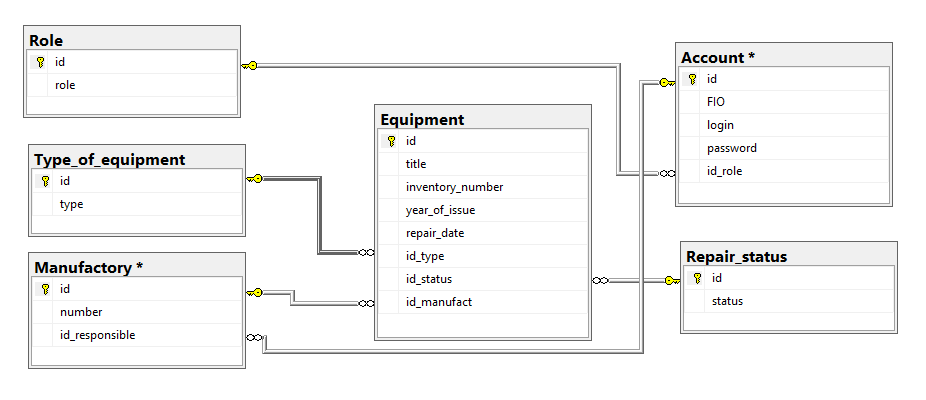 Role
id
role
Type_of_equipment
id
type
Manufactory *
id
number
id_responsible
Equipment
id
title
inventory_number
year_of_issue
repair_date
id_type
id_status
id_manufact
Account *
id
FIO
login
password
id_role
Repair_status
id
status